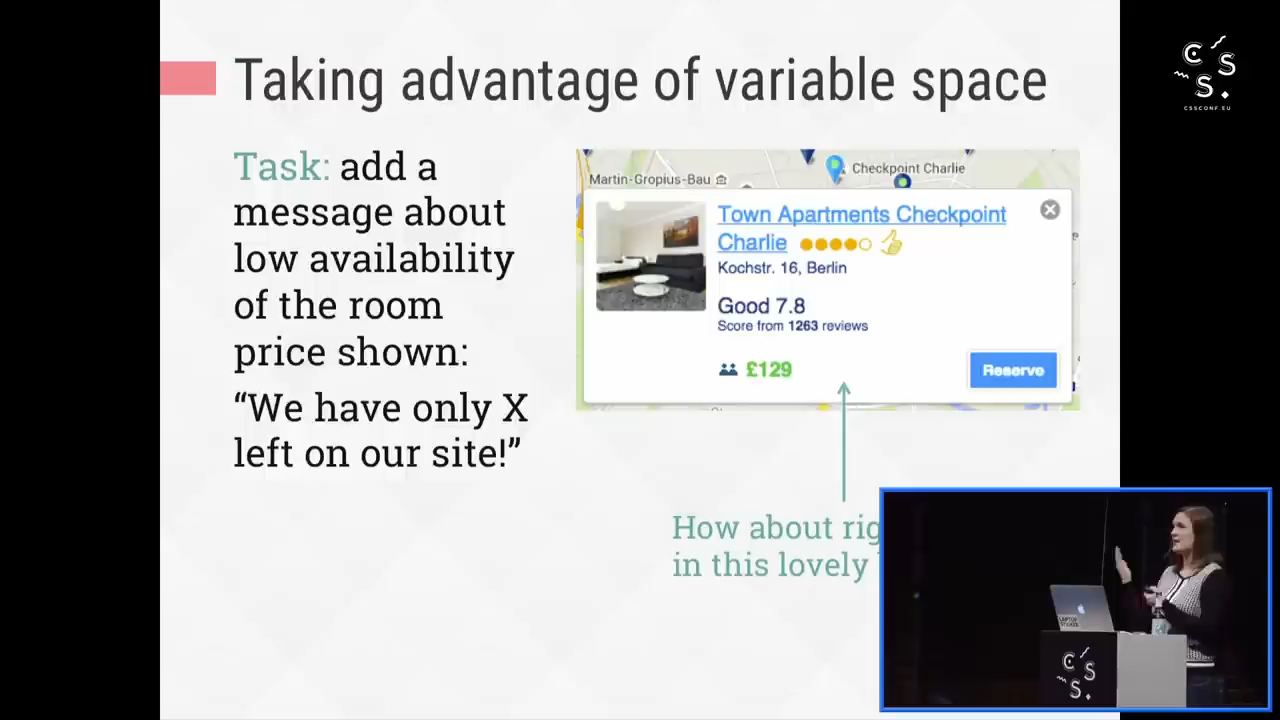 Taking advantage of variable space
Task: add a
message about
low availability
of the room
price shown:
“We have only X
left on our site!”
Martin-Gropius-Bau
Checkpoint Charlie
Town Apartments Checkpoint
Charlie
Kochstr. 16, Berlin
Good 7.8
Score from 1263 reviews
£129
Reserve
How about rig
in this lovely
C S
S.
CSSCONF.EU
LAPTOP
STICKER
C S
S.